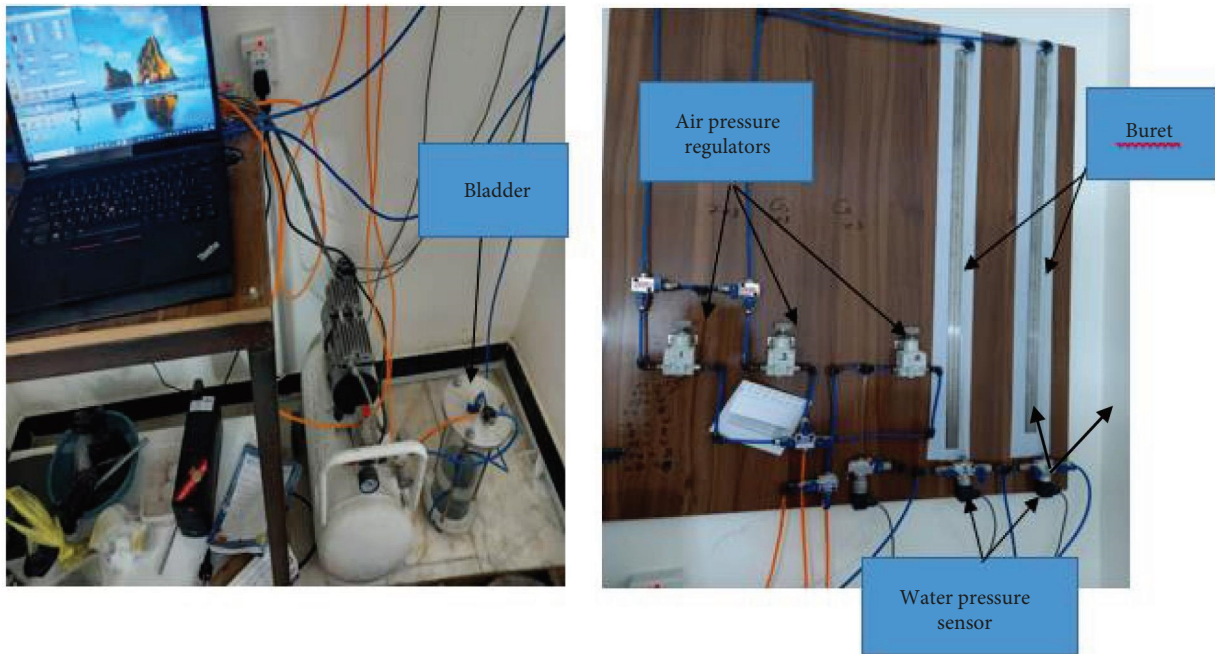 Bladder
Air pressure
regulators
Buret
Water pressure
sensor